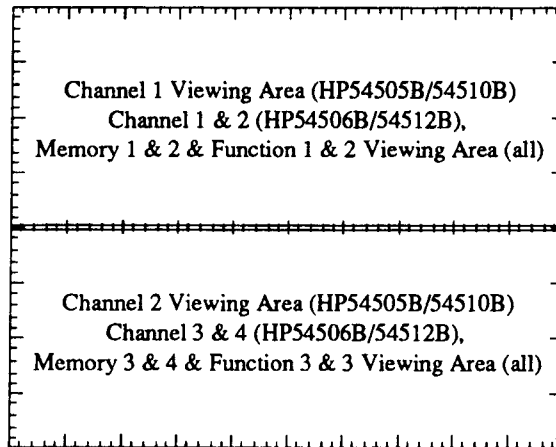 Channel 1 Viewing Area (HP54505B/54510B)
Channel 1 & 2 (HP54506B/54512B),
Memory 1 & 2 & Function 1 & 2 Viewing Area (all)
Channel 2 Viewing Area (HP54505B/54510B)
Channel 3 & 4 (HP54506B/54512B),
Memory 3 & 4 & Function 3 & 3 Viewing Area (all)